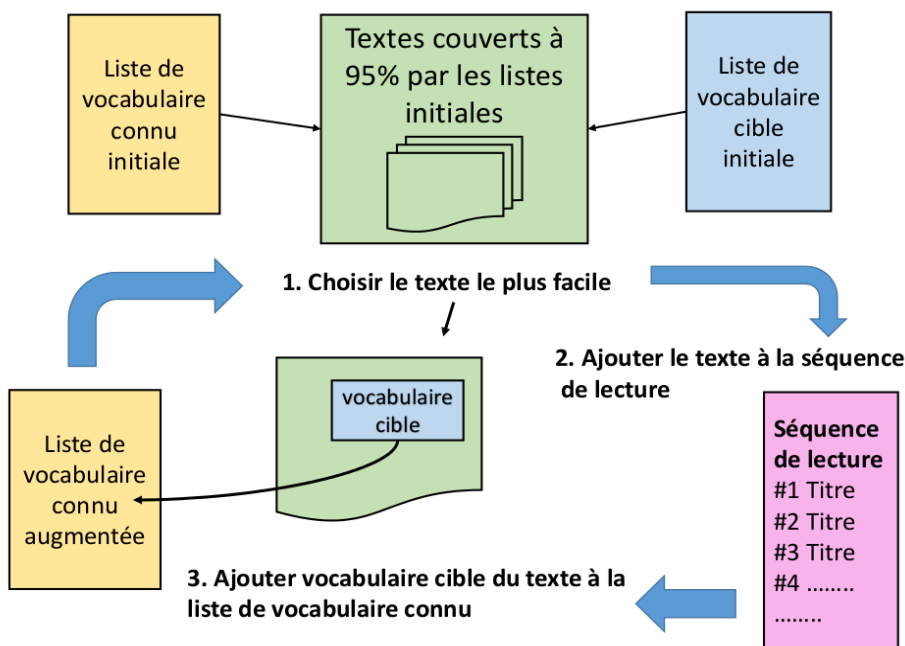 Liste de
vocabulaire
connu
initiale
Textes couverts à
95% par les listes
initiales
Liste de
vocabulaire
cible
initiale
1. Choisir le texte le plus facile
2. Ajouter le texte à la séquence
de lecture
vocabulaire
cible
Liste de
vocabulaire
connu
augmentée
Séquence
de lecture
#1 Titre
#2 Titre
#3 Titre
#4 ........
........
3. Ajouter vocabulaire cible du texte à la
liste de vocabulaire connu